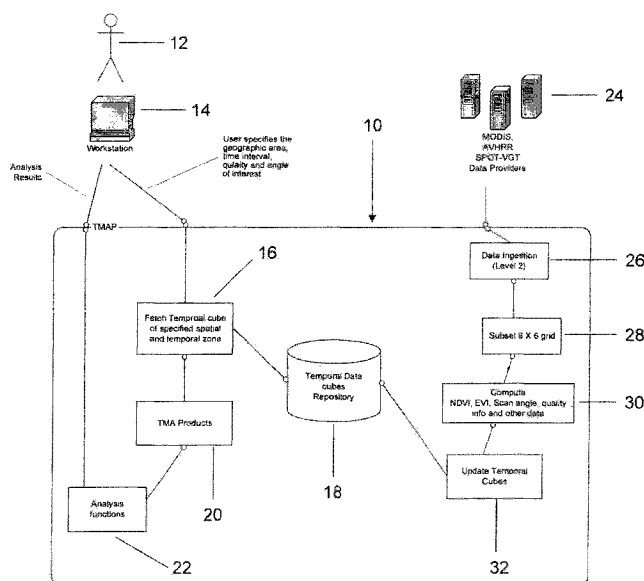 12
14
Workstation
Analysis
Results
User specifies the
geographic area,
time interval,
quality and angle
of interest
10
24
MODIS,
AVHRR
SPOT-VGT
Data Providers
TMAP
16
Fetch Temporal cube
of specified spatial
and temporal zone
Data Ingestion
(Level 2)
26
Subset 8 X 6 grid
28
Temporal Data
cubes
Repository
18
Compute
NDVI, EVI, Scan angle, quality
info and other data
30
TMA Products
20
Update Temporal
Cubes
32
Analysis
functions
22